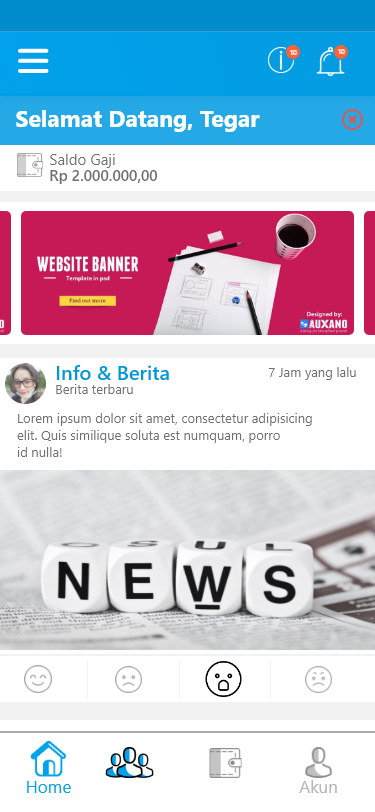 10
10
Selamat Datang, Tegar
Saldo Gaji
Rp 2.000.000,00
WEBSITE BANNER
Template in psd
Find out more
Designed by:
AUXANO
Info & Berita
7 Jam yang lalu
Berita terbaru
Lorem ipsum dolor sit amet, consectetur adipisicing
elit. Quis similique soluta est numquam, porro
id nulla!
NEWS
Home
Akun